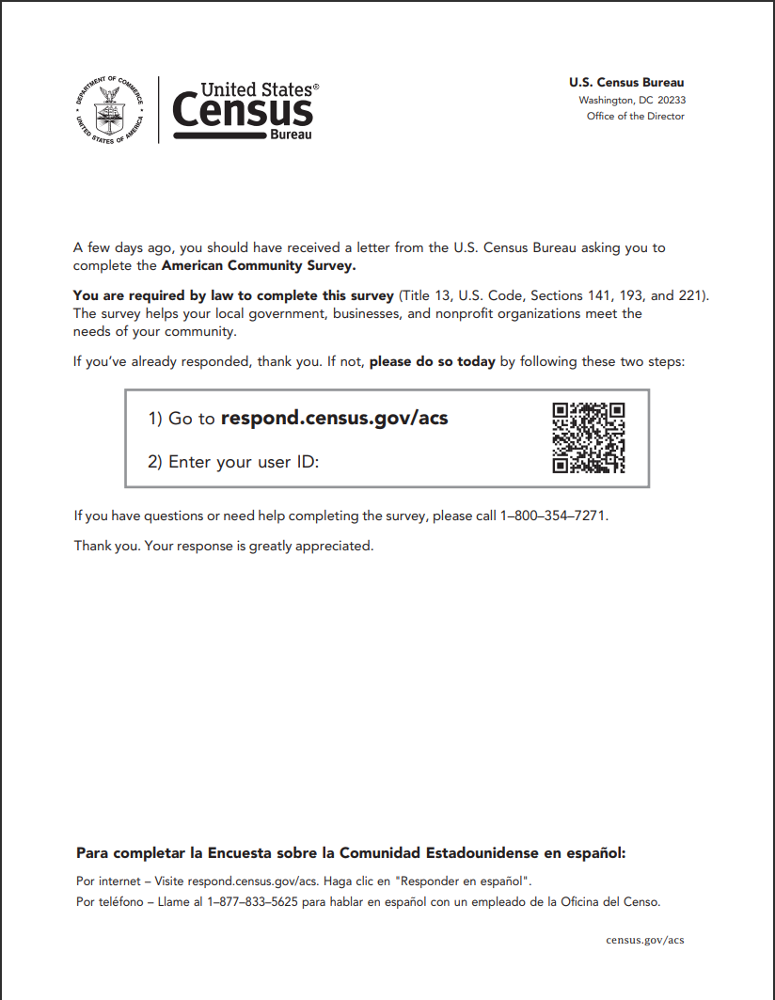 DEPARTMENT OF COMMERCE
UNITED STATES OF AMERICA
United States®
Census
Bureau
U.S. Census Bureau
Washington, DC 20233
Office of the Director
A few days ago, you should have received a letter from the U.S. Census Bureau asking you to
complete the American Community Survey.
You are required by law to complete this survey (Title 13, U.S. Code, Sections 141, 193, and 221).
The survey helps your local government, businesses, and nonprofit organizations meet the
needs of your community.
If you’ve already responded, thank you. If not, please do so today by following these two steps:
1) Go to respond.census.gov/acs
2) Enter your user ID:
If you have questions or need help completing the survey, please call 1–800–354–7271.
Thank you. Your response is greatly appreciated.
Para completar la Encuesta sobre la Comunidad Estadounidense en español:
Por internet – Visite respond.census.gov/acs. Haga clic en "Responder en español".
Por teléfono – Llame al 1–877–833–5625 para hablar en español con un empleado de la Oficina del Censo.
census.gov/acs